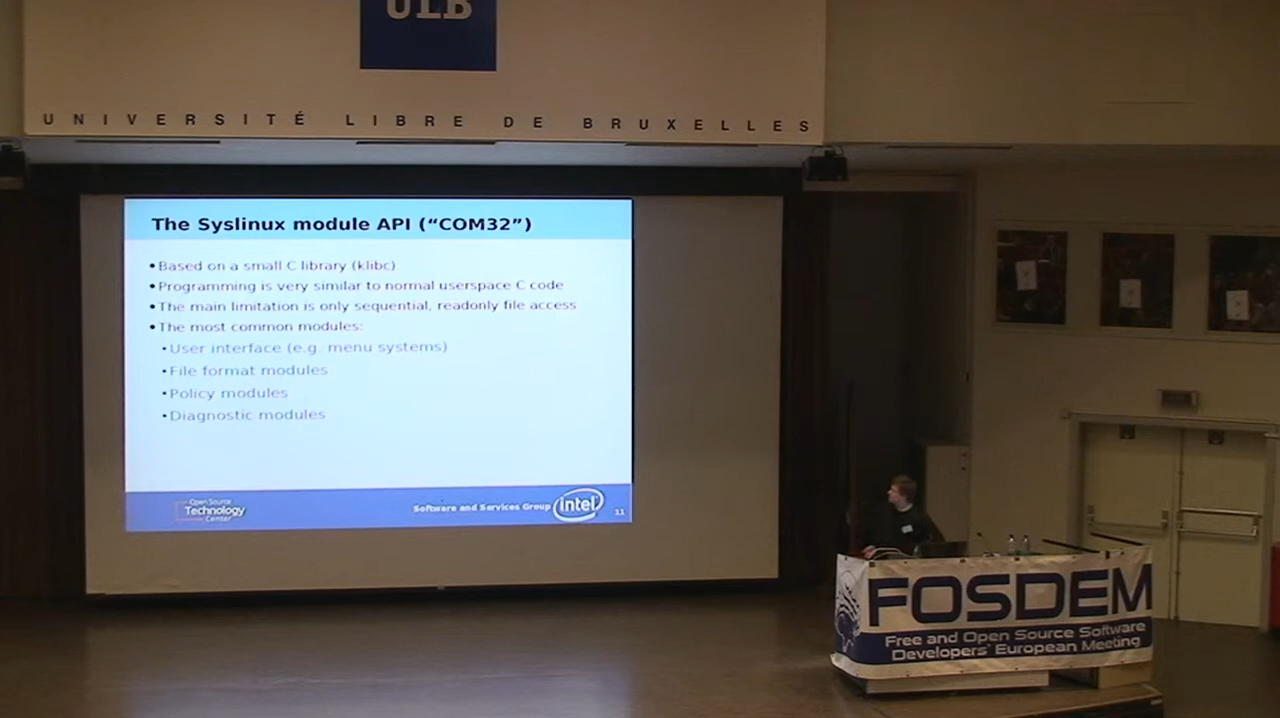 ULB
UNIVERSITÉ LIBRE DE BRUXELLES
The Syslinux module API (“COM32”)
•Based on a small C library (klibc)
•Programming is very similar to normal userspace C code
•The main limitation is only sequential, readonly file access
•The most common modules:
•User interface (e.g. menu systems)
•File format modules
•Policy modules
•Diagnostic modules
Open Source
Technology
Center
Software and Services Group
intel
11
FOSDEM
Free and Open Source Software
Developers' European Meeting